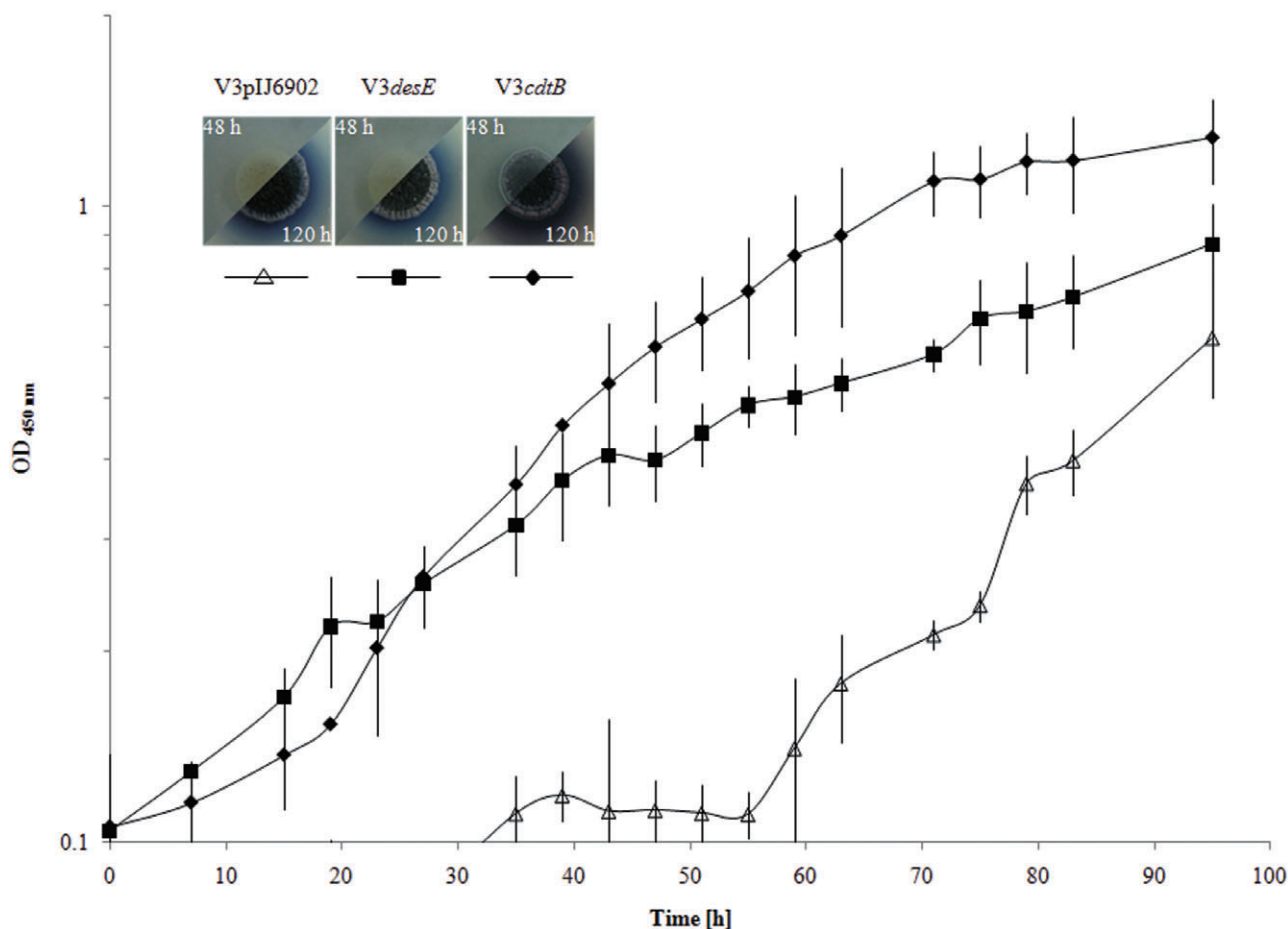 V3pIJ6902 V3desE V3cdtB
48 h 48 h 48 h
120 h 120 h 120 h
1
OD 450 nm
0.1
0 10 20 30 40 50 60 70 80 90 100
Time [h]